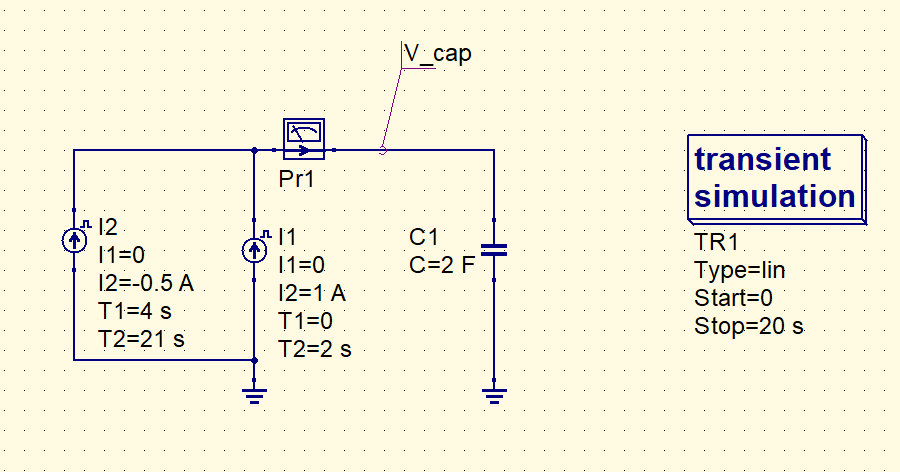 V_cap
Pr1
I2
I1=0
I2=-0.5 A
T1=4 s
T2=21 s
I1
I1=0
I2=1 A
T1=0
T2=2 s
C1
C=2 F
transient
simulation
TR1
Type=lin
Start=0
Stop=20 s